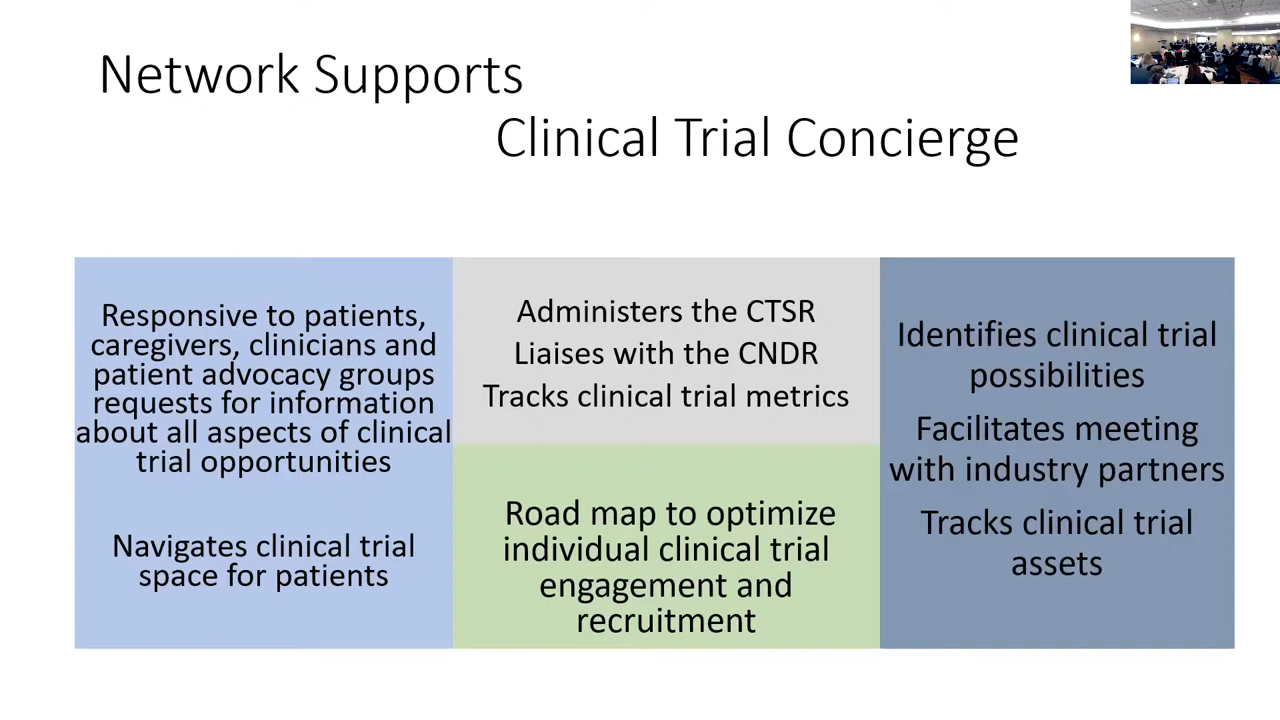 Network Supports
Clinical Trial Concierge
Responsive to patients,
caregivers, clinicians and
patient advocacy groups
requests for information
about all aspects of clinical
trial opportunities
Navigates clinical trial
space for patients
Administers the CTSR
Liaises with the CNDR
Tracks clinical trial metrics
Road map to optimize
individual clinical trial
engagement and
recruitment
Identifies clinical trial
possibilities
Facilitates meeting
with industry partners
Tracks clinical trial
assets